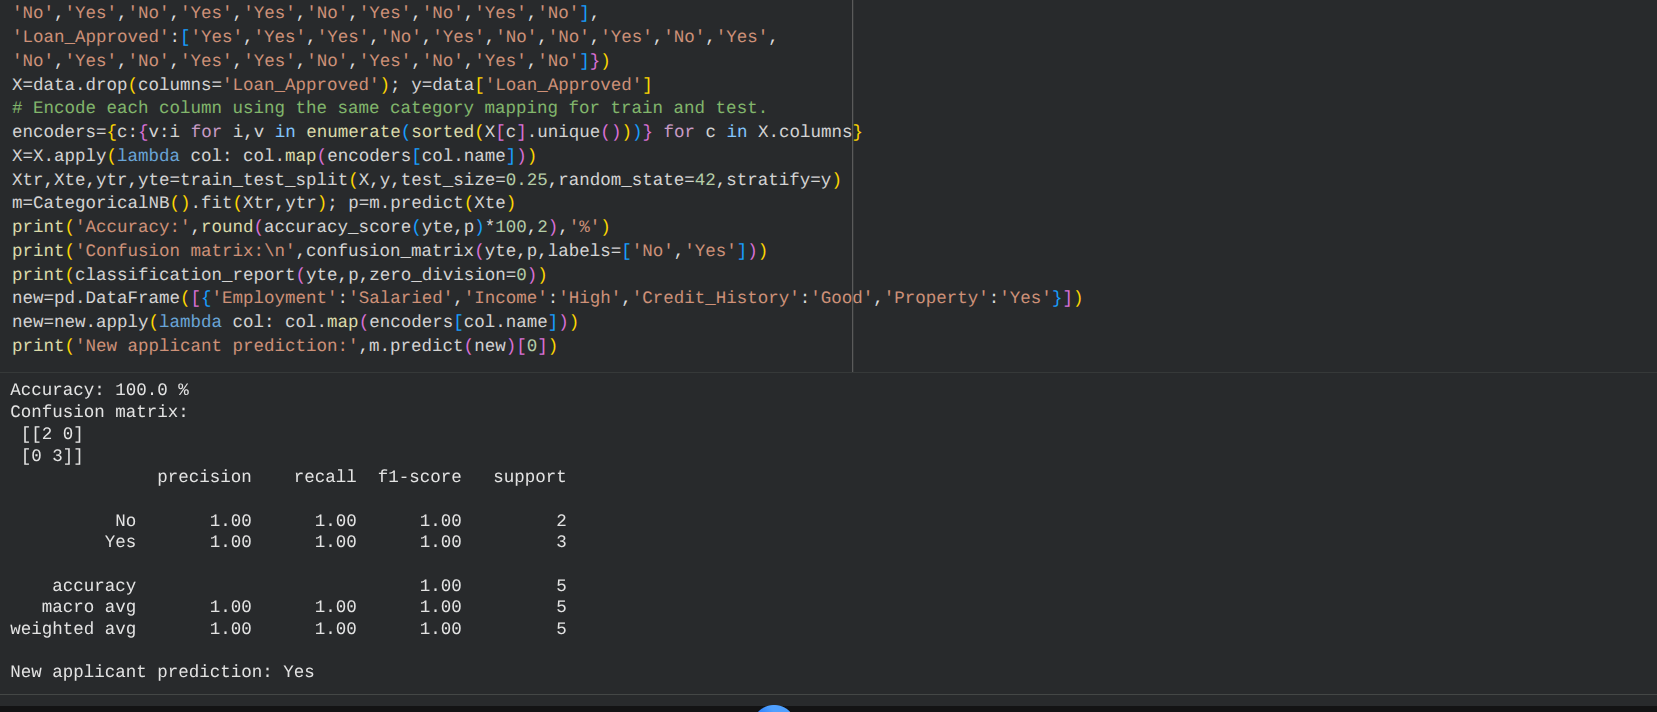 'No','Yes','No','Yes','Yes','No','Yes','No','Yes','No'],
'Loan_Approved':['Yes','Yes','Yes','No','Yes','No','No','Yes','No','Yes',
'No','Yes','No','Yes','Yes','No','Yes','No','Yes','No']})
X=data.drop(columns='Loan_Approved'); y=data['Loan_Approved']
# Encode each column using the same category mapping for train and test.
encoders={c:{v:i for i,v in enumerate(sorted(X[c].unique()))} for c in X.columns}
X=X.apply(lambda col: col.map(encoders[col.name]))
Xtr,Xte,ytr,yte=train_test_split(X,y,test_size=0.25,random_state=42,stratify=y)
m=CategoricalNB().fit(Xtr,ytr); p=m.predict(Xte)
print('Accuracy:',round(accuracy_score(yte,p)*100,2),'%')
print('Confusion matrix:\n',confusion_matrix(yte,p,labels=['No','Yes']))
print(classification_report(yte,p,zero_division=0))
new=pd.DataFrame([{'Employment':'Salaried','Income':'High','Credit_History':'Good','Property':'Yes'}])
new=new.apply(lambda col: col.map(encoders[col.name]))
print('New applicant prediction:',m.predict(new)[0])
Accuracy: 100.0 %
Confusion matrix:
[[2 0]
[0 3]]
precision recall f1-score support
No 1.00 1.00 1.00 2
Yes 1.00 1.00 1.00 3
accuracy 1.00 5
macro avg 1.00 1.00 1.00 5
weighted avg 1.00 1.00 1.00 5
New applicant prediction: Yes